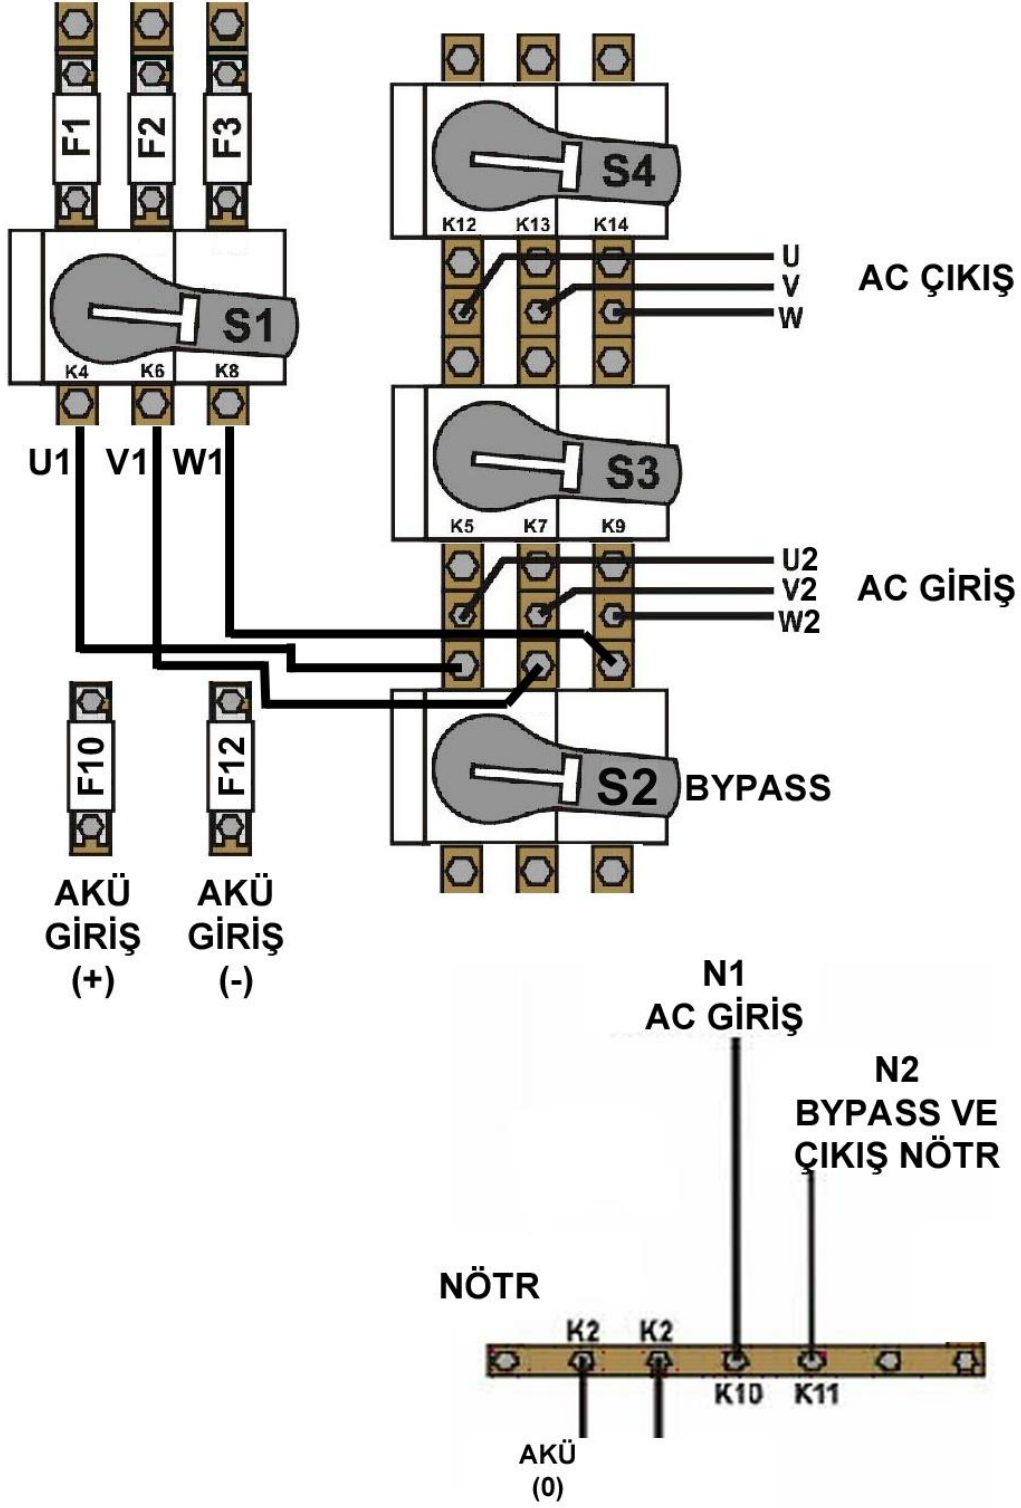 F1 F2 F3
S4
K12 K13 K14
U
V
W
AC ÇIKIŞ
S1
K4 K6 K8
U1 V1 W1
S3
K5 K7 K9
U2
V2
W2
AC GİRİŞ
F10 F12
S2 BYPASS
AKÜ
GİRİŞ
(+)
AKÜ
GİRİŞ
(-)
N1
AC GİRİŞ
N2
BYPASS VE
ÇIKIŞ NÖTR
NÖTR
K2 K2
K10 K11
AKÜ
(0)